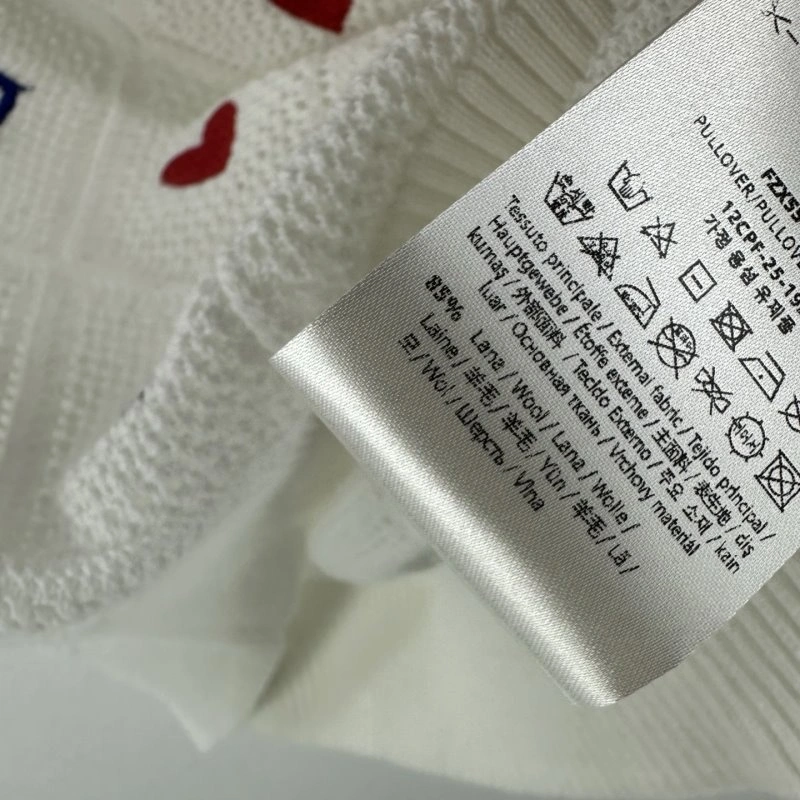 FZX55
12CPF-25-19
가정 용 섬 유제품
PULLOVER/PULLOVE
Tessuto principale / External fabric / Tejido principal /
Hauptgewebe / Étoffe externe / 主面料 / 表生地 / dış
kumaş / 外部面料 / Tecido Externo / 주요 소재 / kain
luar / Основная ткань / Vrchový materiál
85% Lana / Wool / Lana / Wolle /
Laine / 羊毛 / 羊毛 / Yün / 羊毛 / Lã /
모 / Wol / Шерсть / Vlna